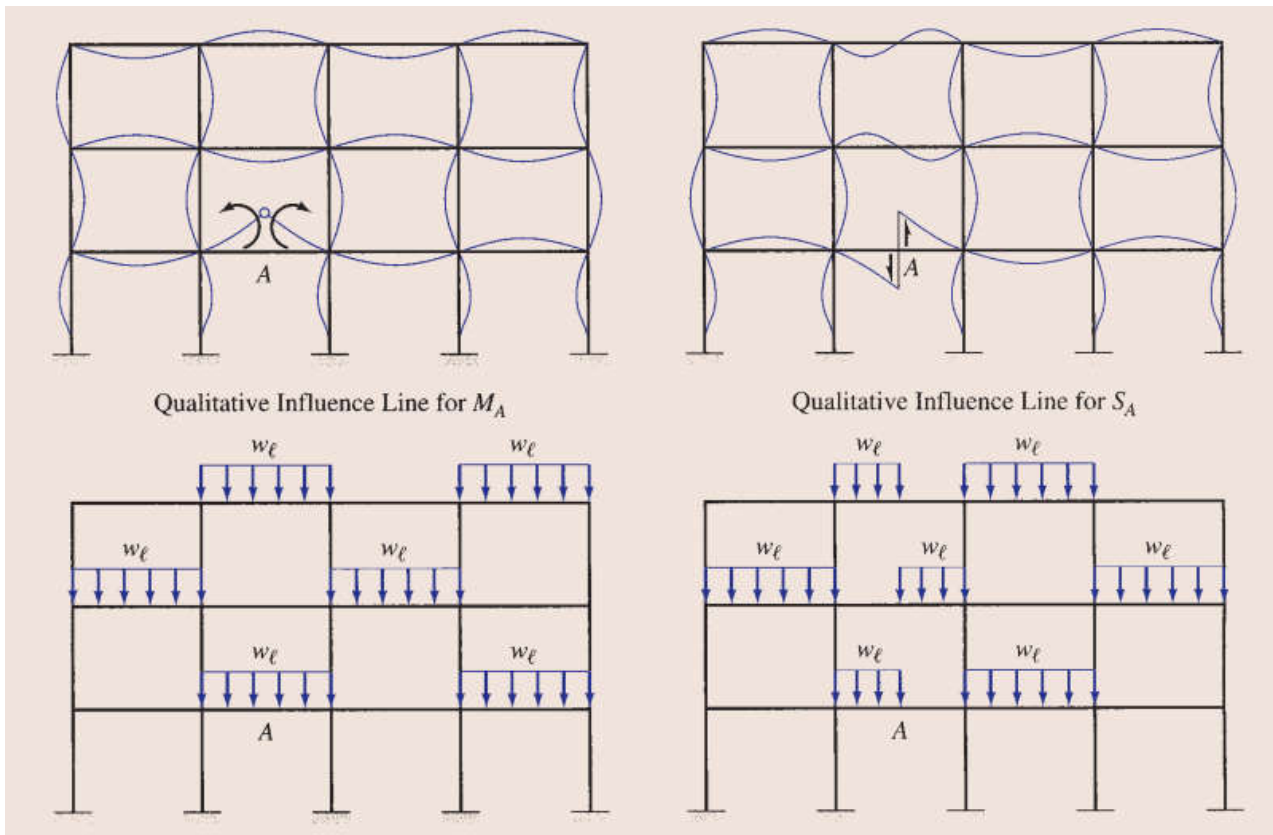 A
A
Qualitative Influence Line for M_A
Qualitative Influence Line for S_A
w_ℓ w_ℓ
w_ℓ w_ℓ
w_ℓ w_ℓ
w_ℓ w_ℓ w_ℓ
w_ℓ w_ℓ
w_ℓ w_ℓ
A
A